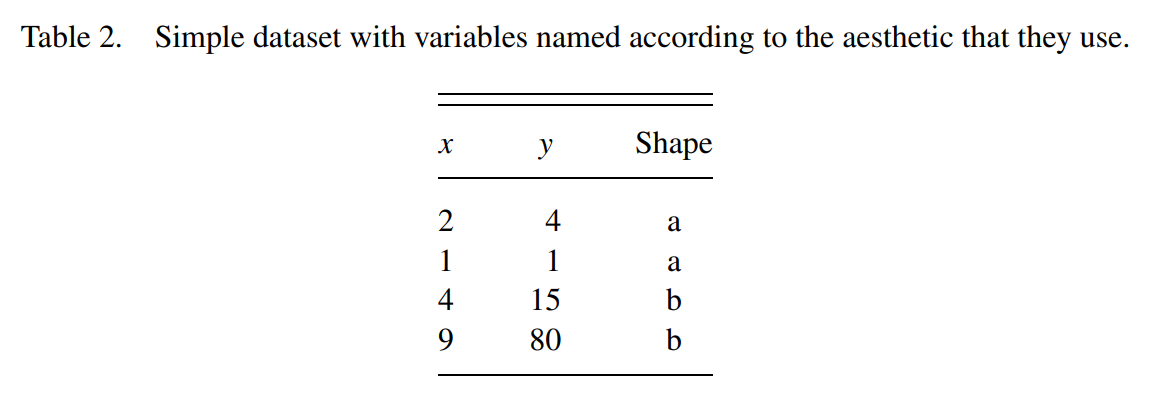 Table 2. Simple dataset with variables named according to the aesthetic that they use.
x y Shape
2 4 a
1 1 a
4 15 b
9 80 b